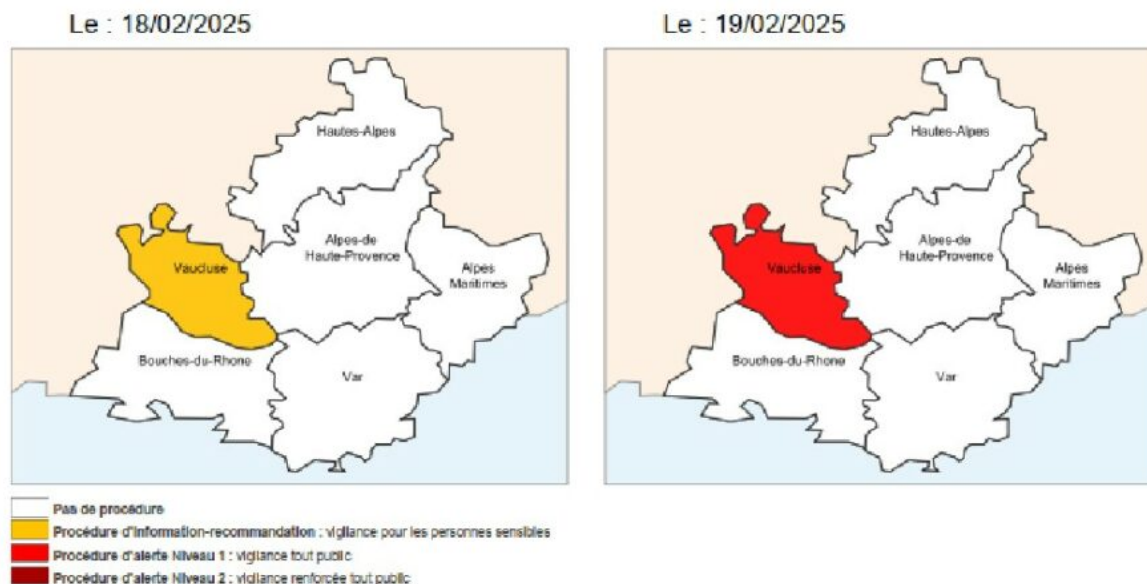 Le : 18/02/2025
Le : 19/02/2025
Hautes-Alpes
Vaucluse
Alpes-de
Haute-Provence
Alpes
Maritimes
Bouches-du-Rhone
Var
Hautes-Alpes
Vaucluse
Alpes-de
Haute-Provence
Alpes
Maritimes
Bouches-du-Rhone
Var
Pas de procédure
Procédure d'information-recommandation : vigilance pour les personnes sensibles
Procédure d'alerte Niveau 1 : vigilance tout public
Procédure d'alerte Niveau 2 : vigilance renforcée tout public